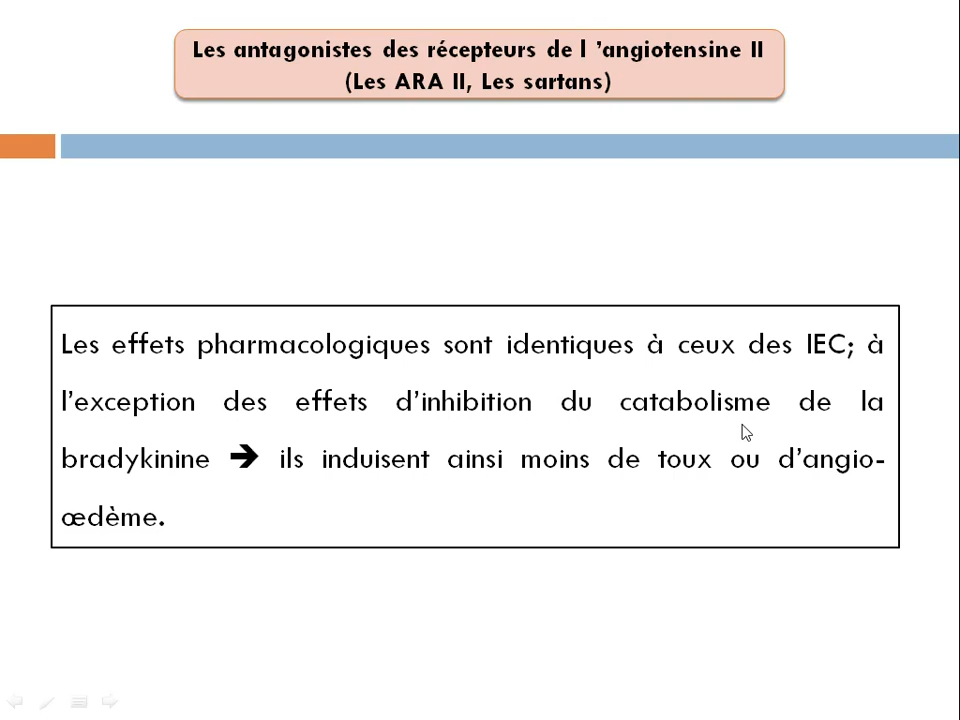 Les antagonistes des récepteurs de l ’angiotensine II
(Les ARA II, Les sartans)
Les effets pharmacologiques sont identiques à ceux des IEC; à
l’exception des effets d’inhibition du catabolisme de la
bradykinine ➔ ils induisent ainsi moins de toux ou d’angio-
œdème.